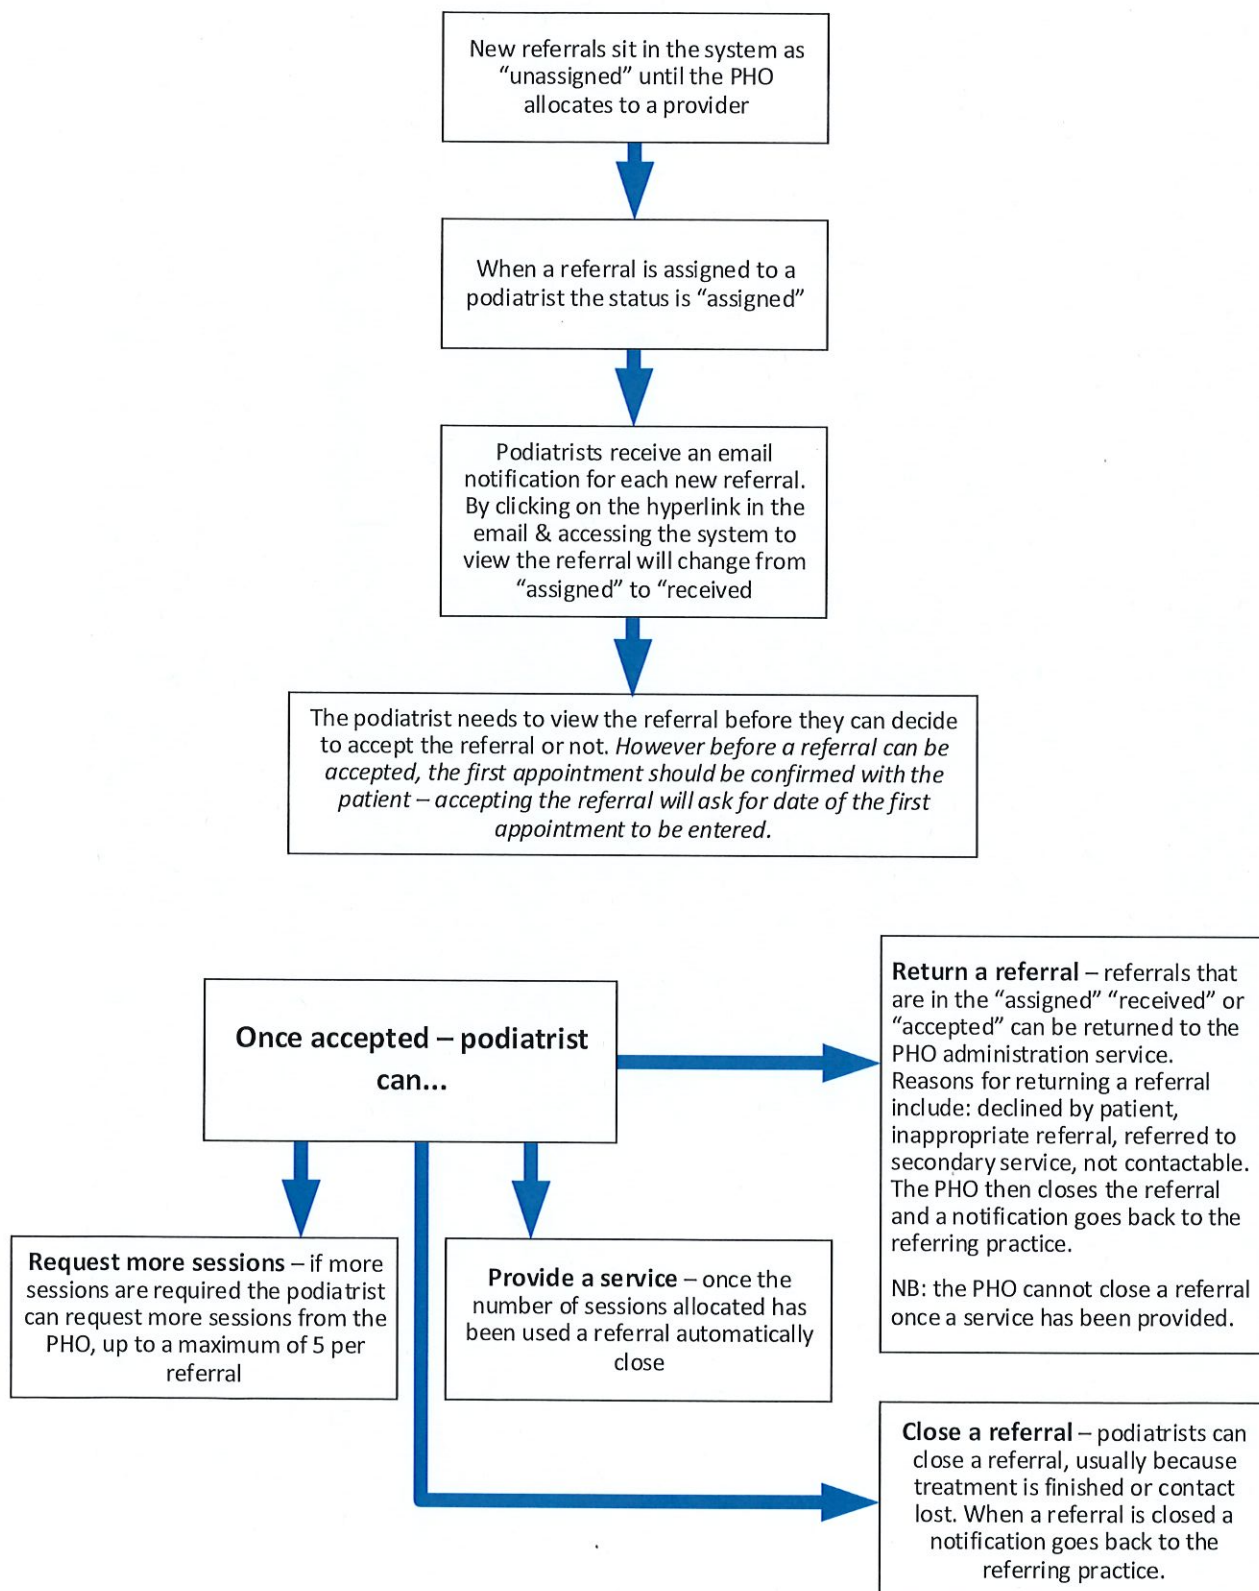 New referrals sit in the system as
“unassigned” until the PHO
allocates to a provider
When a referral is assigned to a
podiatrist the status is “assigned”
Podiatrists receive an email
notification for each new referral.
By clicking on the hyperlink in the
email & accessing the system to
view the referral will change from
“assigned” to “received
The podiatrist needs to view the referral before they can decide
to accept the referral or not. However before a referral can be
accepted, the first appointment should be confirmed with the
patient – accepting the referral will ask for date of the first
appointment to be entered.
Once accepted – podiatrist
can...
Return a referral – referrals that
are in the “assigned” “received” or
“accepted” can be returned to the
PHO administration service.
Reasons for returning a referral
include: declined by patient,
inappropriate referral, referred to
secondary service, not contactable.
The PHO then closes the referral
and a notification goes back to the
referring practice.
NB: the PHO cannot close a referral
once a service has been provided.
Request more sessions – if more
sessions are required the podiatrist
can request more sessions from the
PHO, up to a maximum of 5 per
referral
Provide a service – once the
number of sessions allocated has
been used a referral automatically
close
Close a referral – podiatrists can
close a referral, usually because
treatment is finished or contact
lost. When a referral is closed a
notification goes back to the
referring practice.